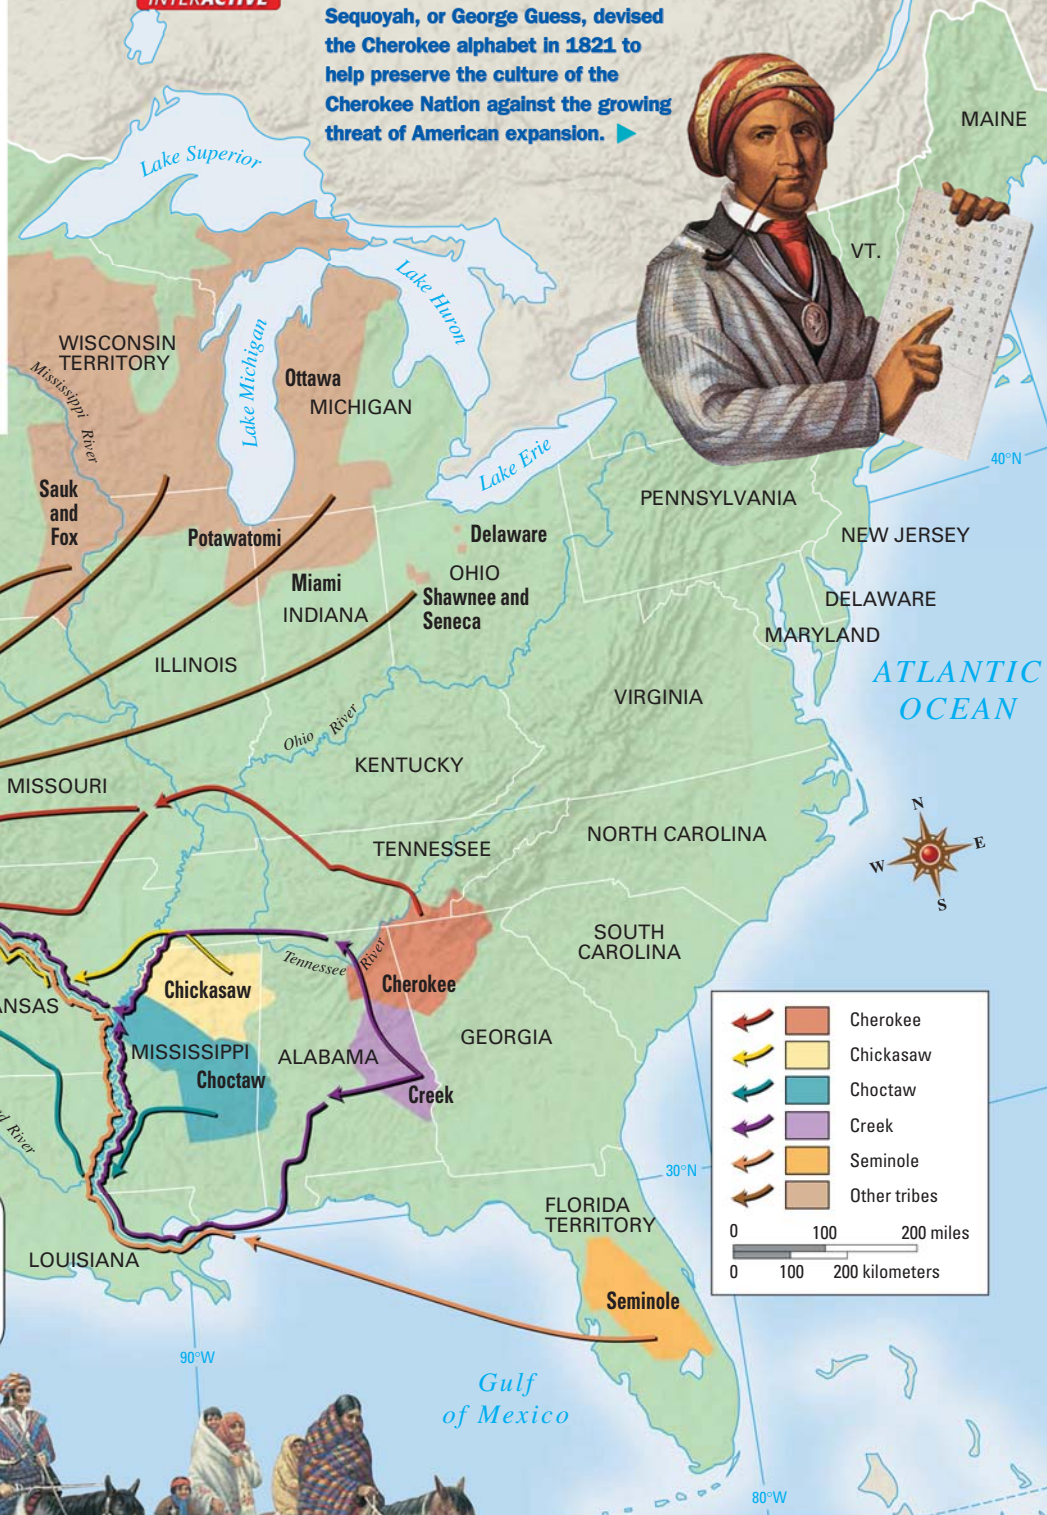 INTERACTIVE
Sequoyah, or George Guess, devised
the Cherokee alphabet in 1821 to
help preserve the culture of the
Cherokee Nation against the growing
threat of American expansion.
MAINE
Lake Superior
VT.
Lake Huron
WISCONSIN
TERRITORY
Lake Michigan
Mississippi River
Ottawa
MICHIGAN
Lake Erie
40°N
Sauk
and
Fox
PENNSYLVANIA
Potawatomi
Delaware
NEW JERSEY
Miami
OHIO
INDIANA
Shawnee and
Seneca
DELAWARE
MARYLAND
ILLINOIS
ATLANTIC
OCEAN
VIRGINIA
Ohio River
KENTUCKY
MISSOURI
N
E
W
S
TENNESSEE
NORTH CAROLINA
SOUTH
CAROLINA
Tennessee River
Chickasaw
Cherokee
ANSAS
GEORGIA
MISSISSIPPI
ALABAMA
Choctaw
Creek
d River
Cherokee
Chickasaw
Choctaw
Creek
Seminole
Other tribes
0 100 200 miles
0 100 200 kilometers
30°N
FLORIDA
TERRITORY
LOUISIANA
Seminole
90°W
Gulf
of Mexico
80°W